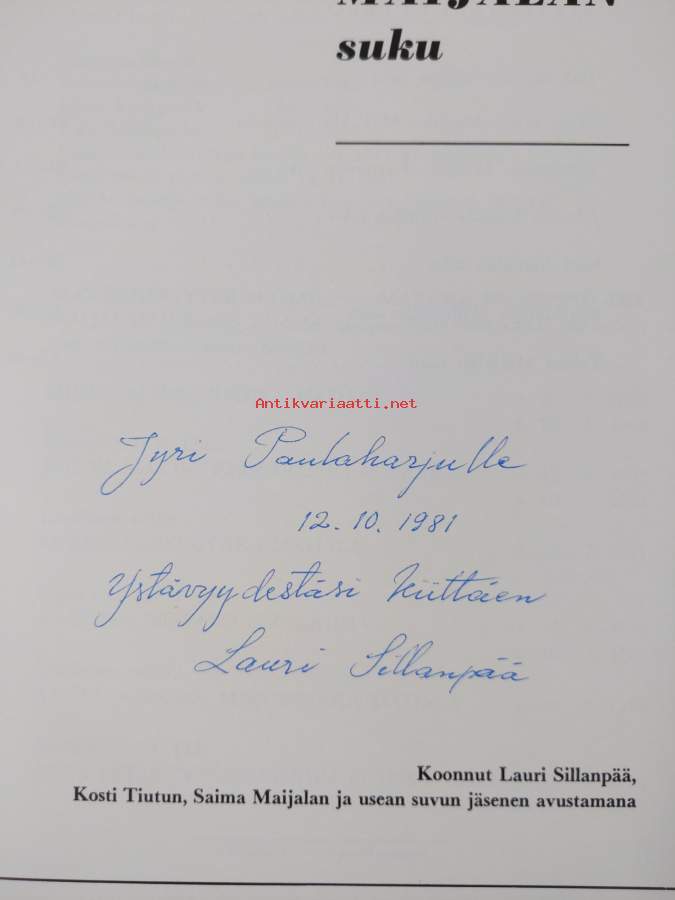 MAIJALAN
suku
Antikvariaatti.net
Jyri Paulaharjulle
12.10.1981
Ystävyydestäsi kiittäen
Lauri Sillanpää
Koonnut Lauri Sillanpää,
Kosti Tiutun, Saima Maijalan ja usean suvun jäsenen avustamana